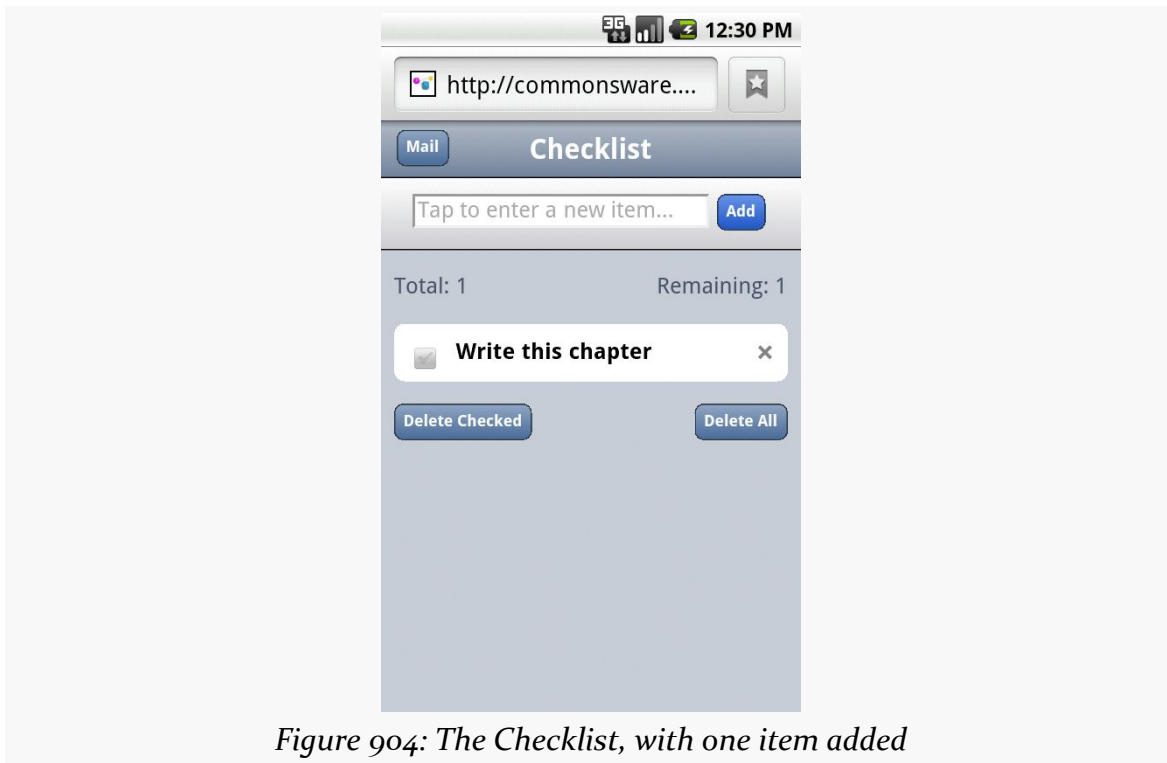 3G 12:30 PM
http://commonsware....
Mail Checklist
Tap to enter a new item... Add
Total: 1 Remaining: 1
Write this chapter ×
Delete Checked Delete All
Figure 904: The Checklist, with one item added